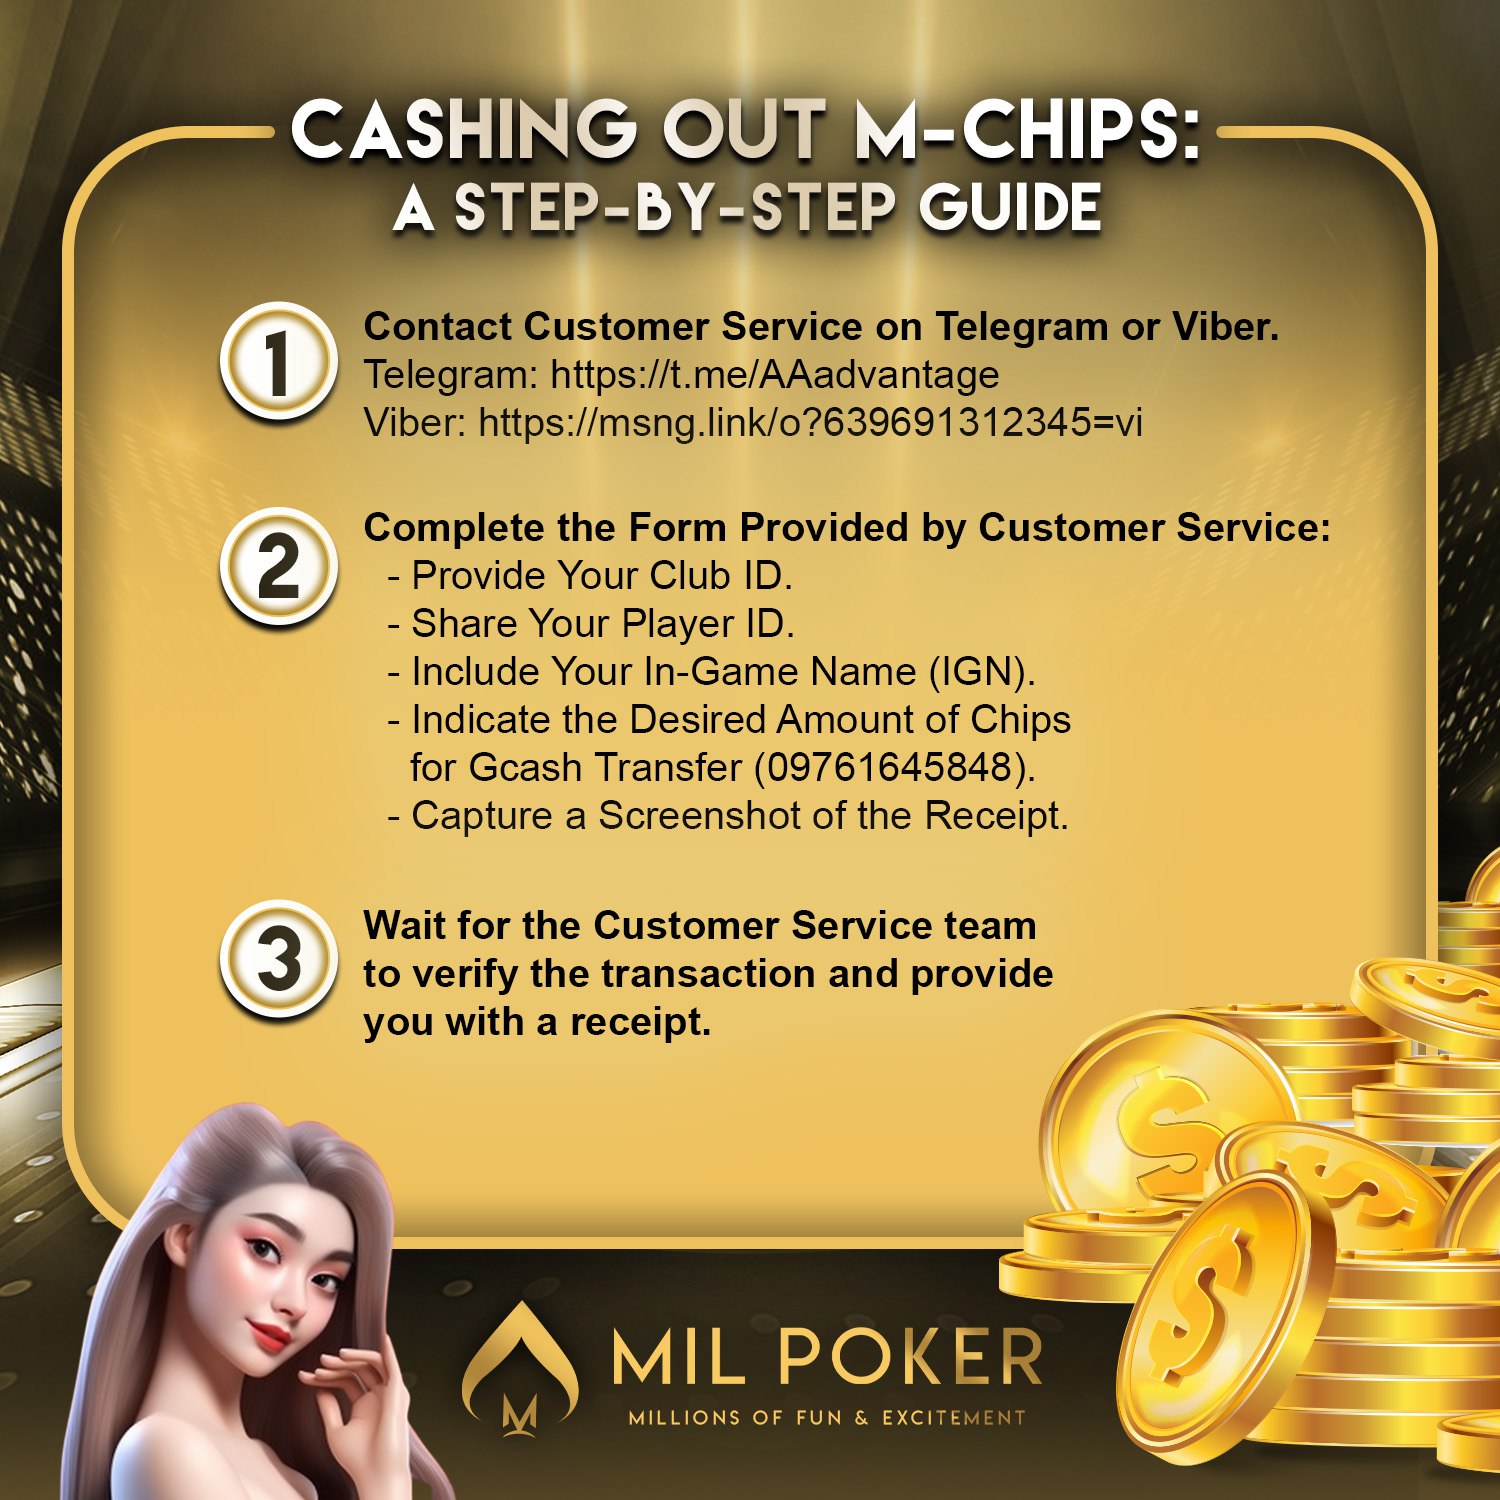 CASHING OUT M-CHIPS:
A STEP-BY-STEP GUIDE
1
Contact Customer Service on Telegram or Viber.
Telegram: https://t.me/AAadvantage
Viber: https://msng.link/o?639691312345=vi
2
Complete the Form Provided by Customer Service:
- Provide Your Club ID.
- Share Your Player ID.
- Include Your In-Game Name (IGN).
- Indicate the Desired Amount of Chips
for Gcash Transfer (09761645848).
- Capture a Screenshot of the Receipt.
3
Wait for the Customer Service team
to verify the transaction and provide
you with a receipt.
M
MIL POKER
MILLIONS OF FUN & EXCITEMENT